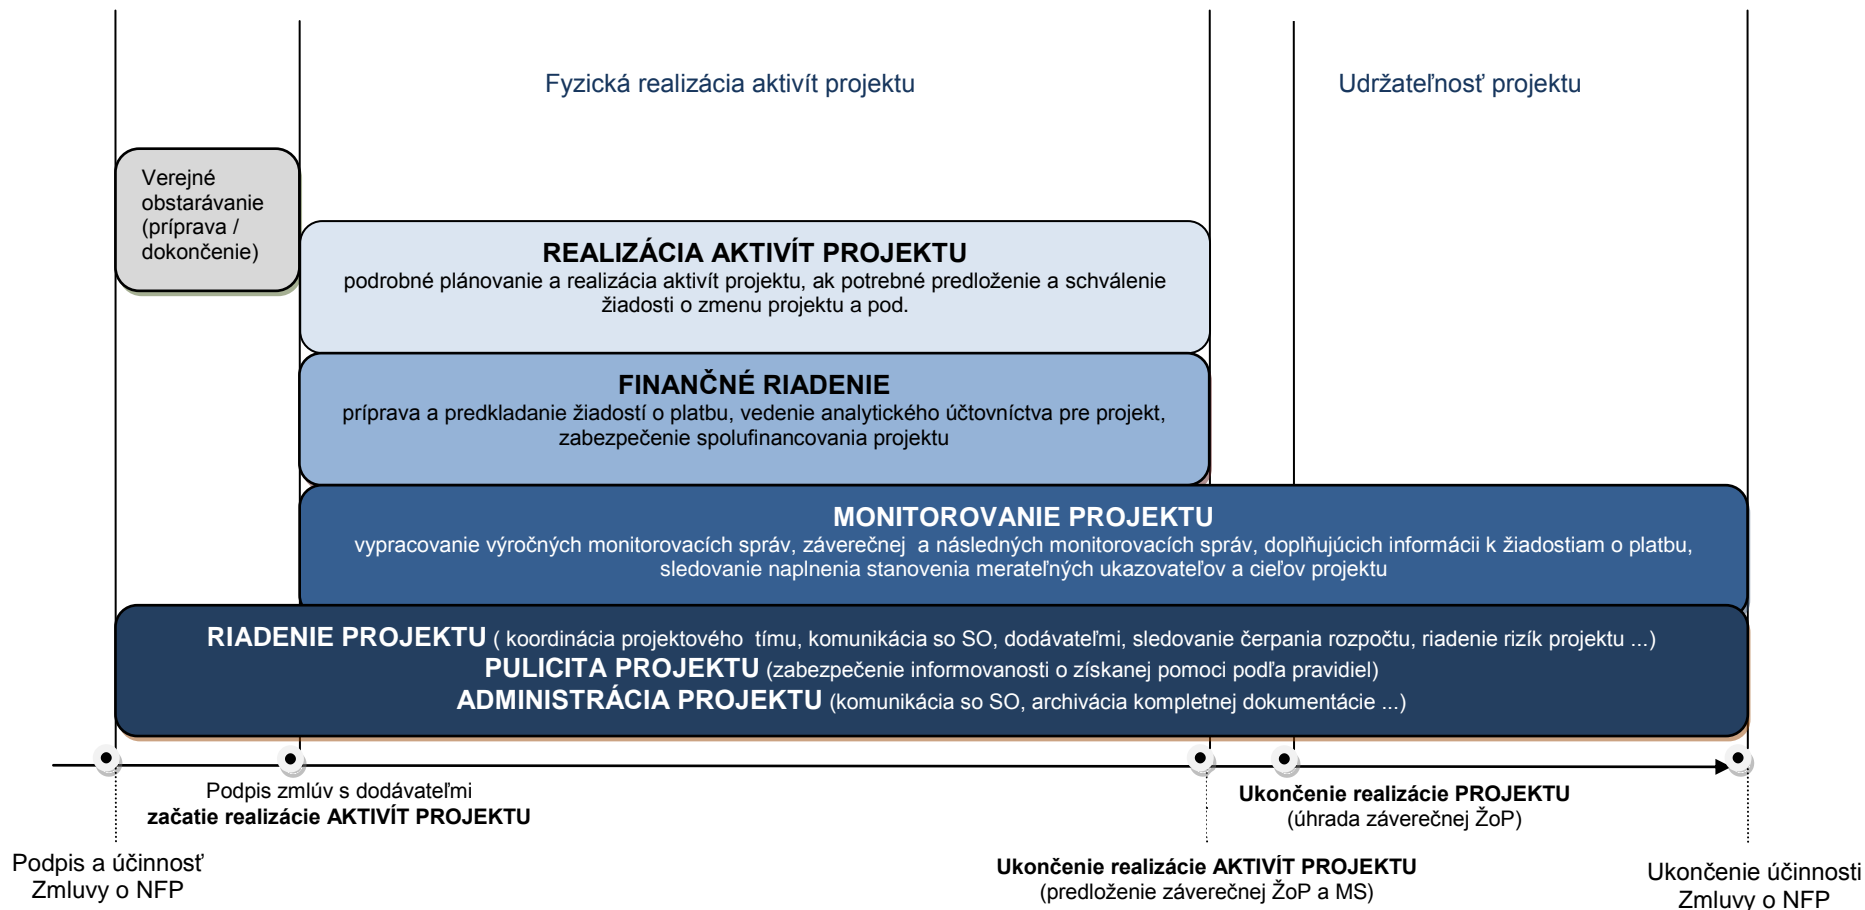 Fyzická realizácia aktivít projektu
Udržateľnosť projektu
Verejné
obstarávanie
(príprava /
dokončenie)
REALIZÁCIA AKTIVÍT PROJEKTU
podrobné plánovanie a realizácia aktivít projektu, ak potrebné predloženie a schválenie
žiadosti o zmenu projektu a pod.
FINANČNÉ RIADENIE
príprava a predkladanie žiadostí o platbu, vedenie analytického účtovníctva pre projekt,
zabezpečenie spolufinancovania projektu
MONITOROVANIE PROJEKTU
vypracovanie výročných monitorovacích správ, záverečnej a následných monitorovacích správ, doplňujúcich informácii k žiadostiam o platbu,
sledovanie naplnenia stanovenia merateľných ukazovateľov a cieľov projektu
RIADENIE PROJEKTU ( koordinácia projektového tímu, komunikácia so SO, dodávateľmi, sledovanie čerpania rozpočtu, riadenie rizík projektu ...)
PULICITA PROJEKTU (zabezpečenie informovanosti o získanej pomoci podľa pravidiel)
ADMINISTRÁCIA PROJEKTU (komunikácia so SO, archivácia kompletnej dokumentácie ...)
Podpis zmlúv s dodávateľmi
začatie realizácie AKTIVÍT PROJEKTU
Ukončenie realizácie PROJEKTU
(úhrada záverečnej ŽoP)
Podpis a účinnosť
Zmluvy o NFP
Ukončenie realizácie AKTIVÍT PROJEKTU
(predloženie záverečnej ŽoP a MS)
Ukončenie účinnosti
Zmluvy o NFP